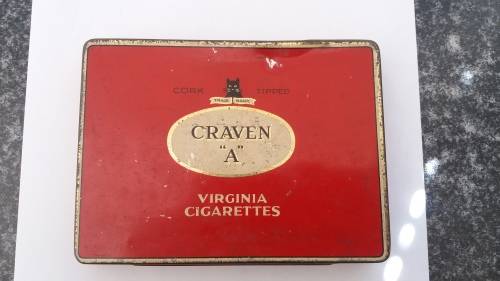 CORK TIPPED
TRADE MARK
CRAVEN
"A"
VIRGINIA
CIGARETTES